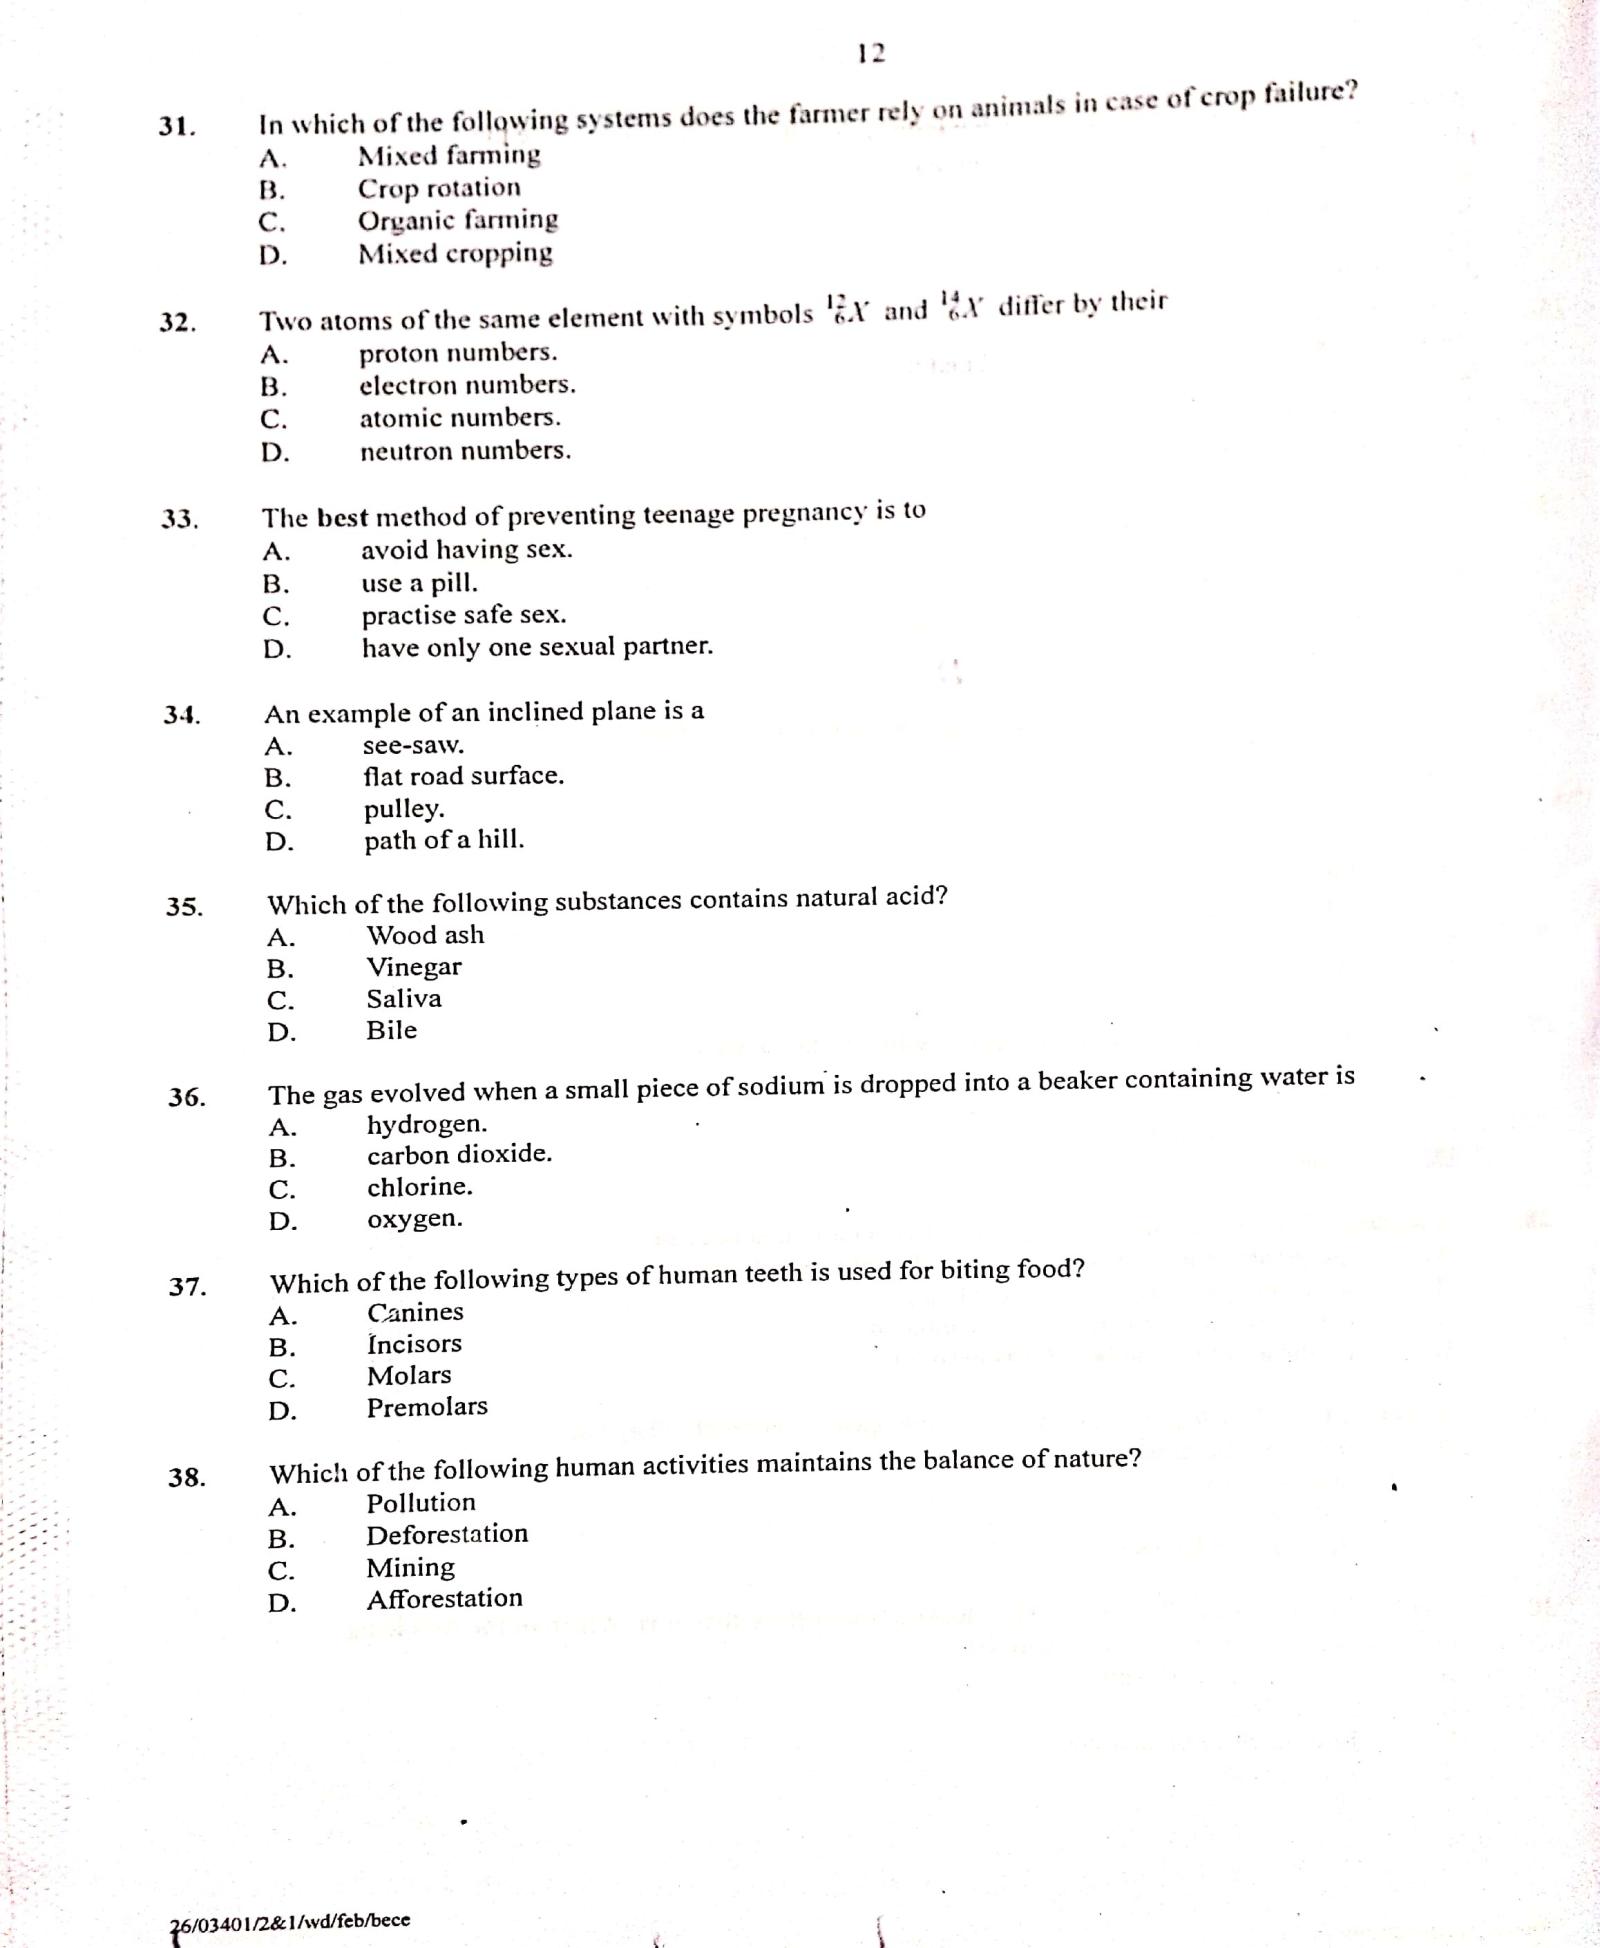 12
31. In which of the following systems does the farmer rely on animals in case of crop failure?
A. Mixed farming
B. Crop rotation
C. Organic farming
D. Mixed cropping
32. Two atoms of the same element with symbols ¹²₆X and ¹⁴₆X differ by their
A. proton numbers.
B. electron numbers.
C. atomic numbers.
D. neutron numbers.
33. The best method of preventing teenage pregnancy is to
A. avoid having sex.
B. use a pill.
C. practise safe sex.
D. have only one sexual partner.
34. An example of an inclined plane is a
A. see-saw.
B. flat road surface.
C. pulley.
D. path of a hill.
35. Which of the following substances contains natural acid?
A. Wood ash
B. Vinegar
C. Saliva
D. Bile
36. The gas evolved when a small piece of sodium is dropped into a beaker containing water is
A. hydrogen.
B. carbon dioxide.
C. chlorine.
D. oxygen.
37. Which of the following types of human teeth is used for biting food?
A. Canines
B. Incisors
C. Molars
D. Premolars
38. Which of the following human activities maintains the balance of nature?
A. Pollution
B. Deforestation
C. Mining
D. Afforestation
26/03401/2&1/wd/feb/bece